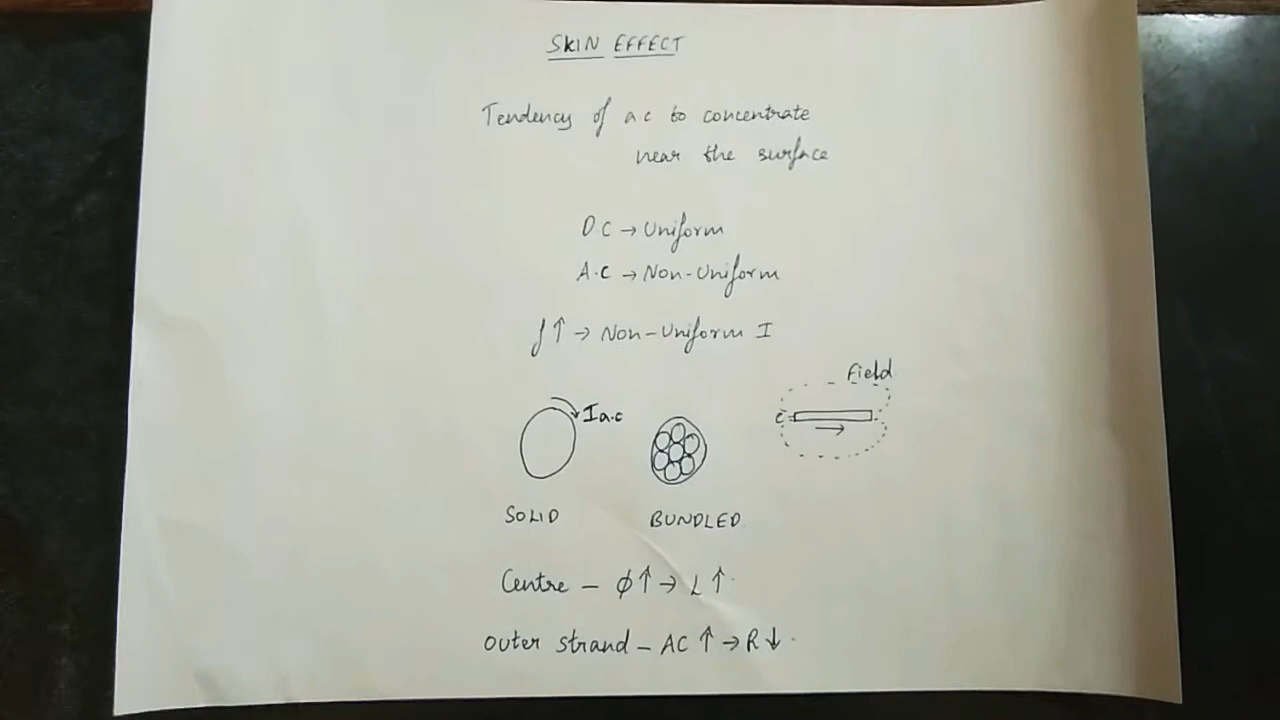 SKIN EFFECT
Tendency of a c to concentrate
near the surface
DC → Uniform
A.C → Non-Uniform
f↑ → Non-Uniform I
Field
I a.c
C
SOLID
BUNDLED.
Centre – ϕ↑ → L↑.
Outer strand – AC ↑ → R↓.